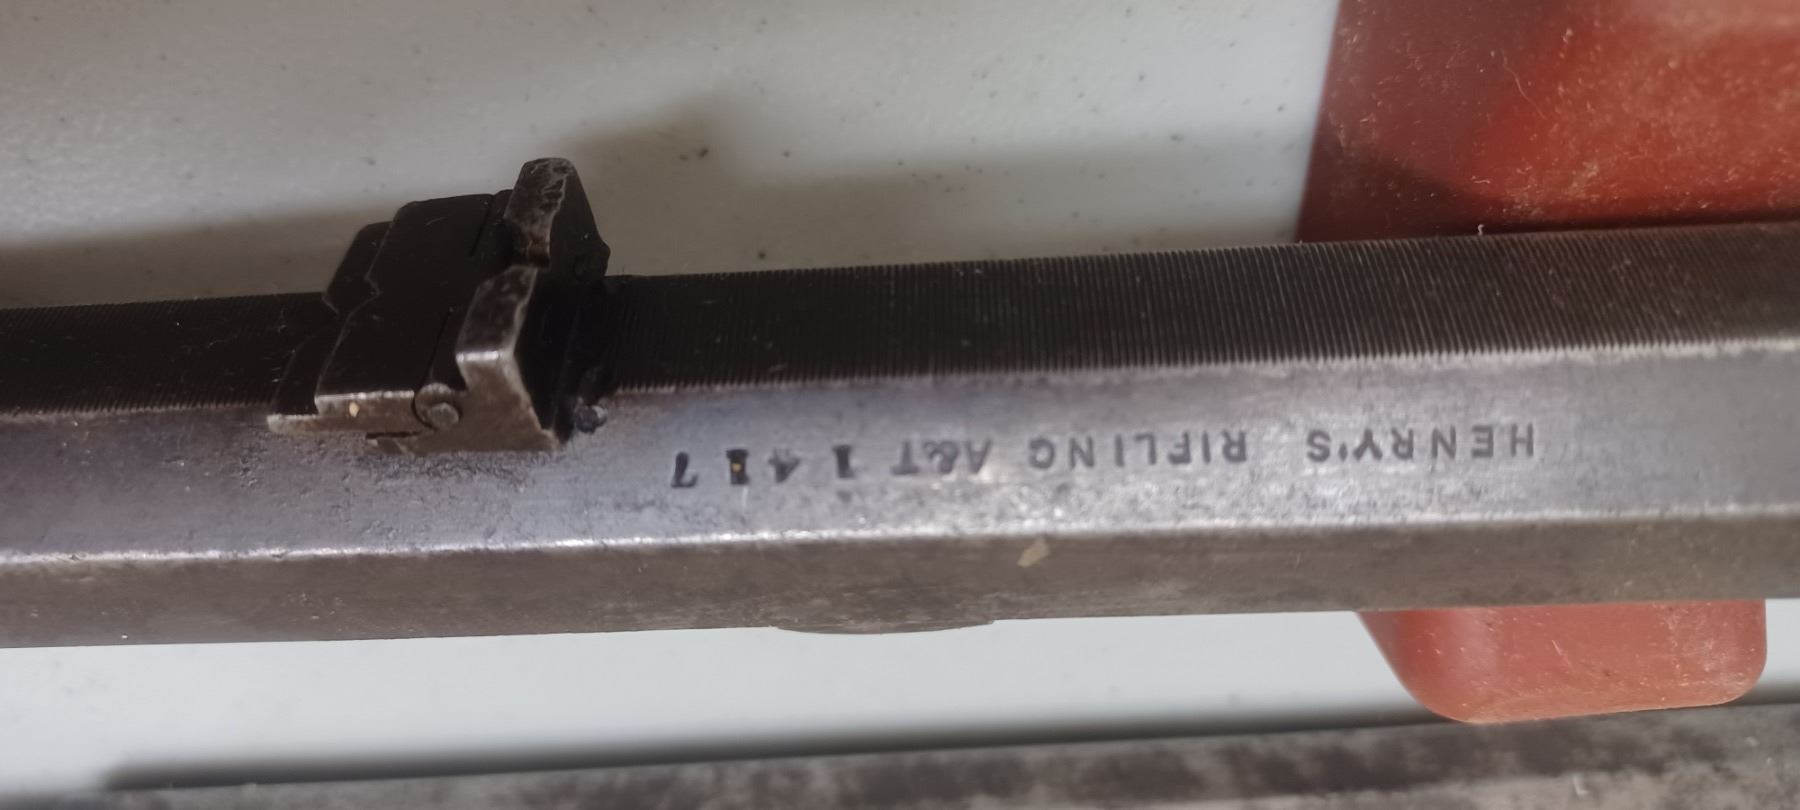 HENRY'S RIFLING A&T 1417